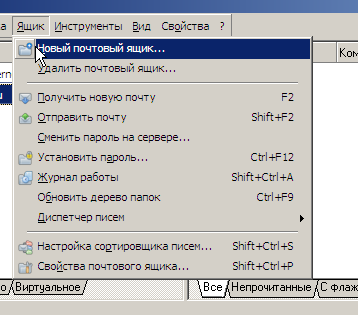 а Ящик Инструменты Вид Свойства ?
Новый почтовый ящик...
Ком
Удалить почтовый ящик...
Получить новую почту F2
Отправить почту Shift+F2
Сменить пароль на сервере...
Установить пароль... Ctrl+F12
Журнал работы Shift+Ctrl+A
Обновить дерево папок Ctrl+F9
Диспетчер писем
Настройка сортировщика писем... Shift+Ctrl+S
Свойства почтового ящика... Shift+Ctrl+P
о Виртуальное Все Непрочитанные С флаж